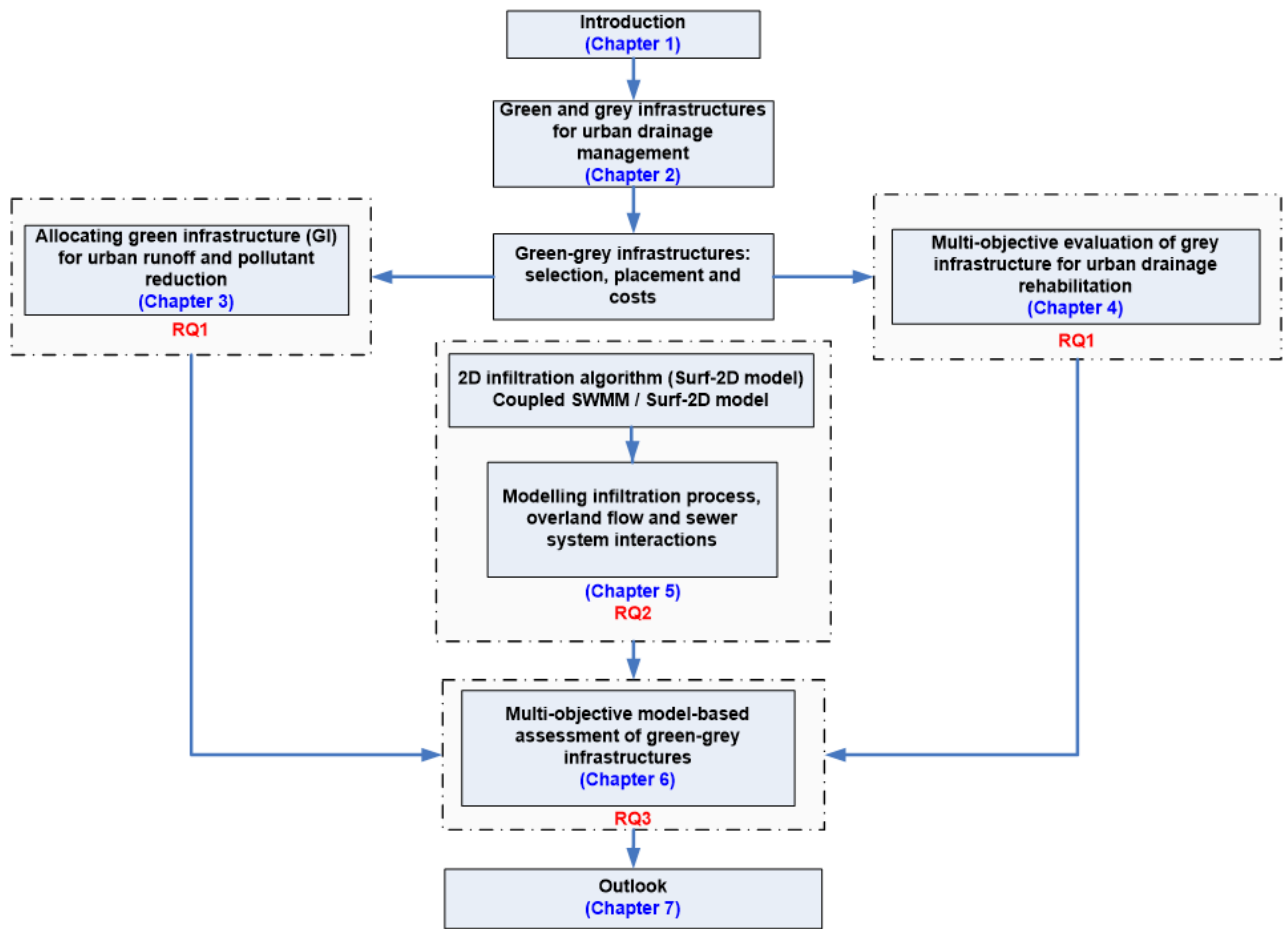 Introduction
(Chapter 1)
Green and grey infrastructures
for urban drainage
management
(Chapter 2)
Allocating green infrastructure (GI)
for urban runoff and pollutant
reduction
(Chapter 3)
RQ1
Green-grey infrastructures:
selection, placement and
costs
Multi-objective evaluation of grey
infrastructure for urban drainage
rehabilitation
(Chapter 4)
RQ1
2D infiltration algorithm (Surf-2D model)
Coupled SWMM / Surf-2D model
Modelling infiltration process,
overland flow and sewer
system interactions
(Chapter 5)
RQ2
Multi-objective model-based
assessment of green-grey
infrastructures
(Chapter 6)
RQ3
Outlook
(Chapter 7)